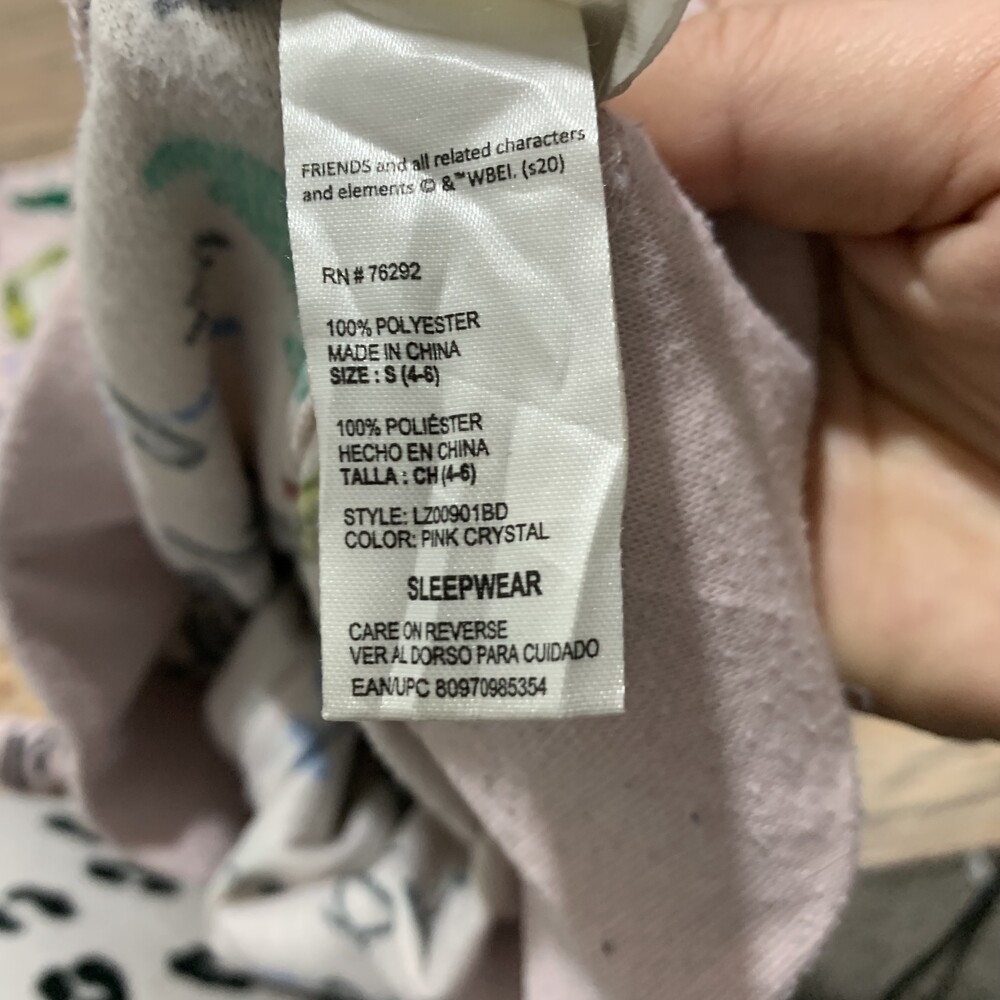 FRIENDS and all related characters
and elements © &™WBEI. (s20)
RN # 76292
100% POLYESTER
MADE IN CHINA
SIZE : S (4-6)
100% POLIÉSTER
HECHO EN CHINA
TALLA : CH (4-6)
STYLE: LZ00901BD
COLOR: PINK CRYSTAL
SLEEPWEAR
CARE ON REVERSE
VER AL DORSO PARA CUIDADO
EAN/UPC 80970985354